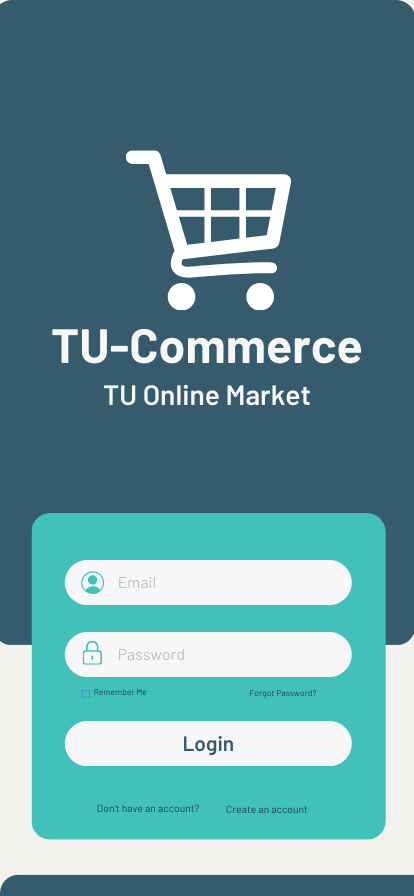 TU-Commerce
TU Online Market
Email
Password
Remember Me Forgot Password?
Login
Don't have an account? Create an account